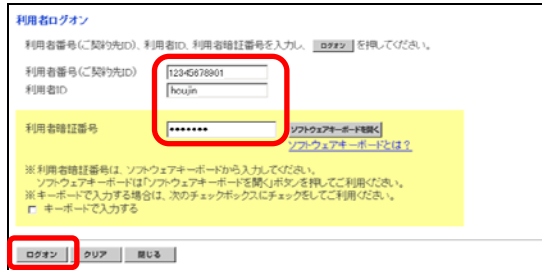 利用者ログオン
利用者番号(ご契約先ID)、利用者ID、利用者暗証番号を入力し、 ログオン を押してください。
利用者番号(ご契約先ID) 12345678901
利用者ID houjin
利用者暗証番号 ******* ソフトウェアキーボードを開く
ソフトウェアキーボードとは？
※利用者暗証番号は、ソフトウェアキーボードから入力してください。
ソフトウェアキーボードは「ソフトウェアキーボードを開く」ボタンを押してご利用ください。
※キーボードで入力する場合は、次のチェックボックスにチェックをしてご利用ください。
キーボードで入力する
ログオン クリア 閉じる